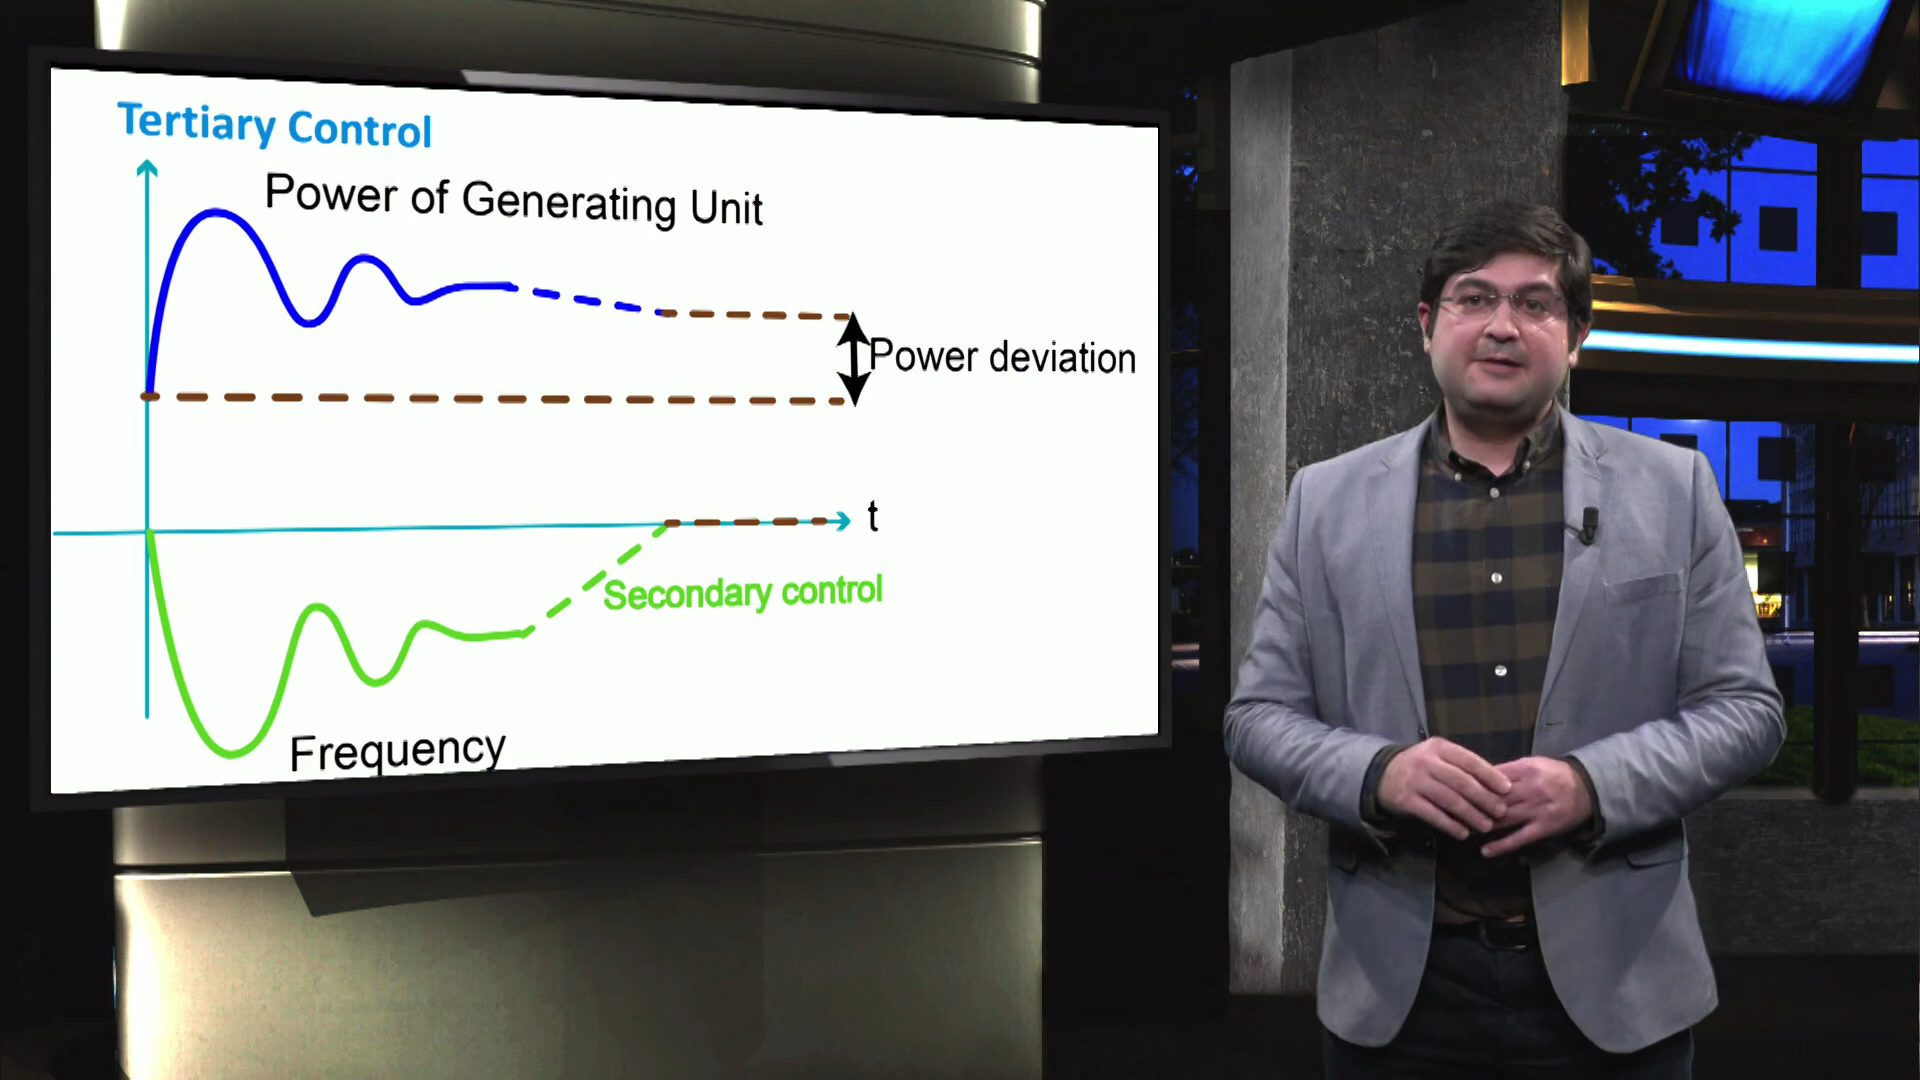 Tertiary Control
Power of Generating Unit
Power deviation
t
Secondary control
Frequency